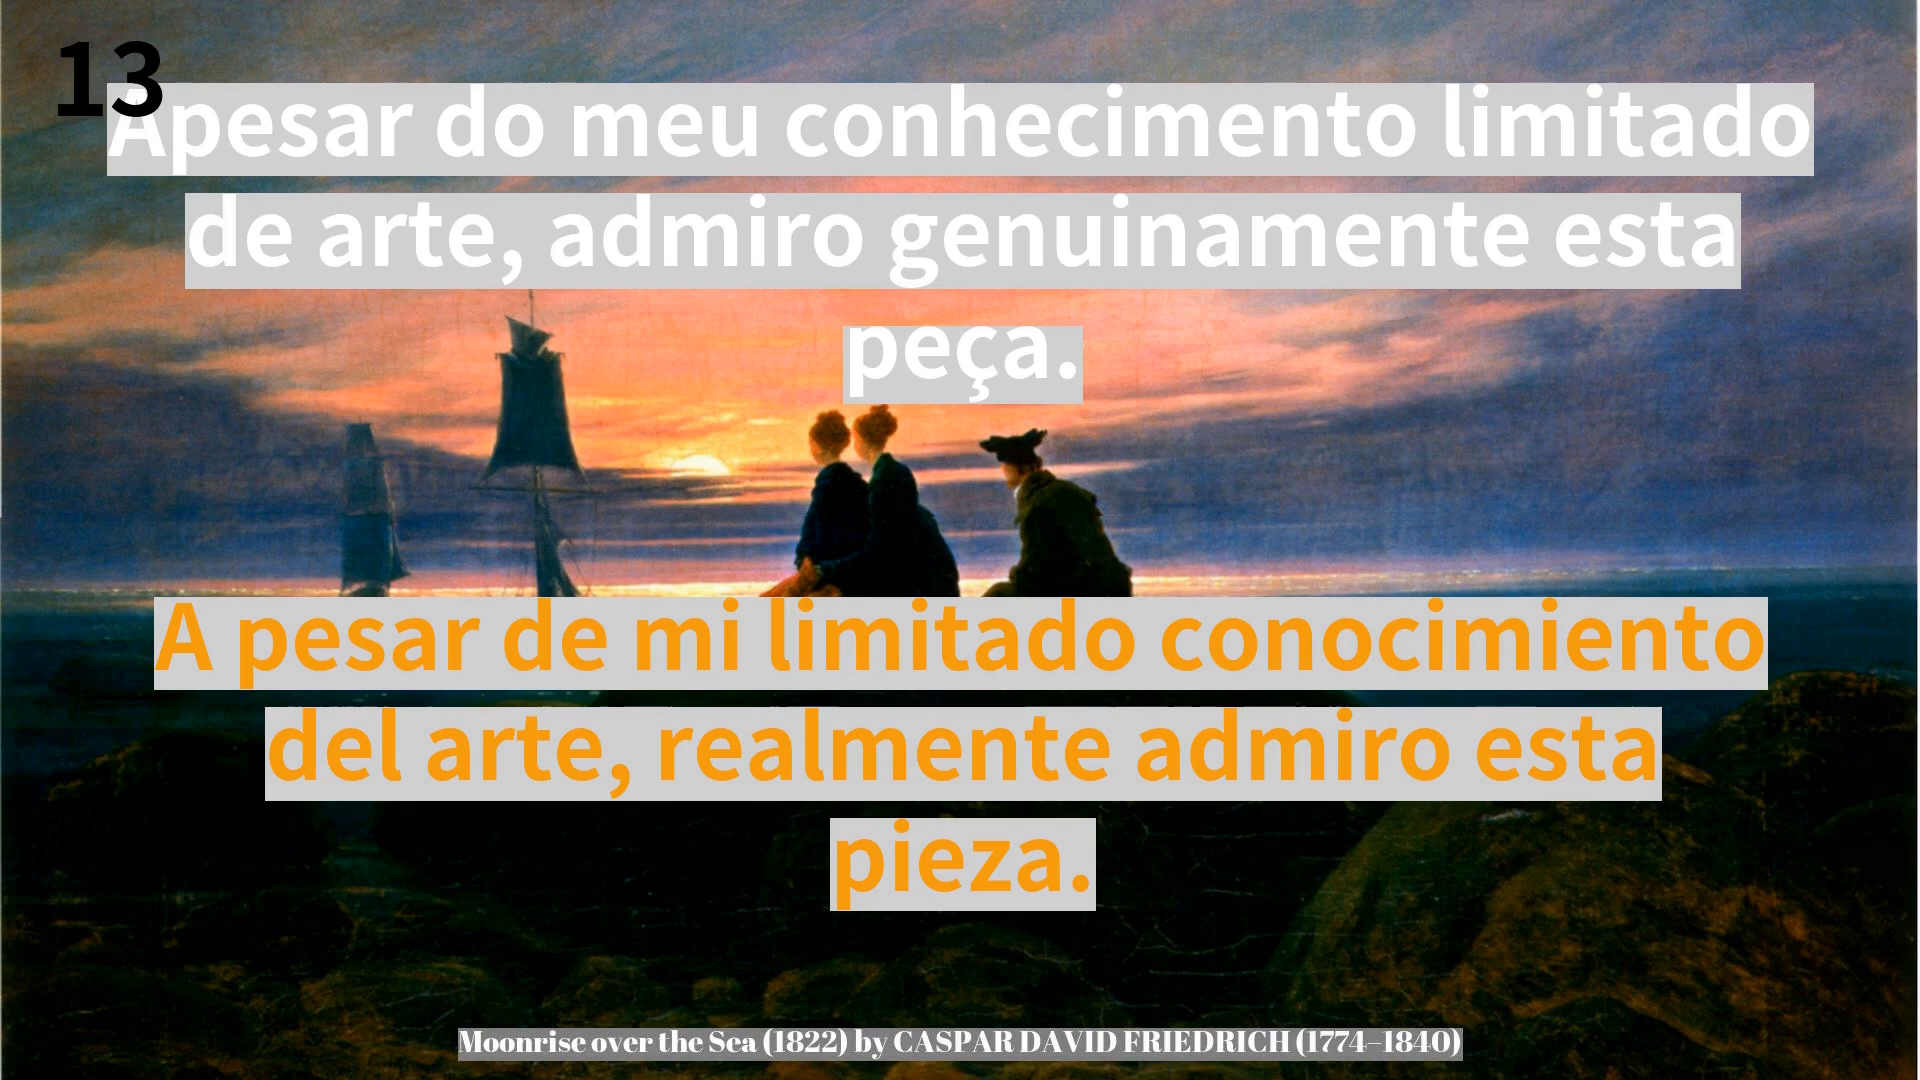 13
Apesar do meu conhecimento limitado
de arte, admiro genuinamente esta
peça.
A pesar de mi limitado conocimiento
del arte, realmente admiro esta
pieza.
Moonrise over the Sea (1822) by CASPAR DAVID FRIEDRICH (1774–1840)